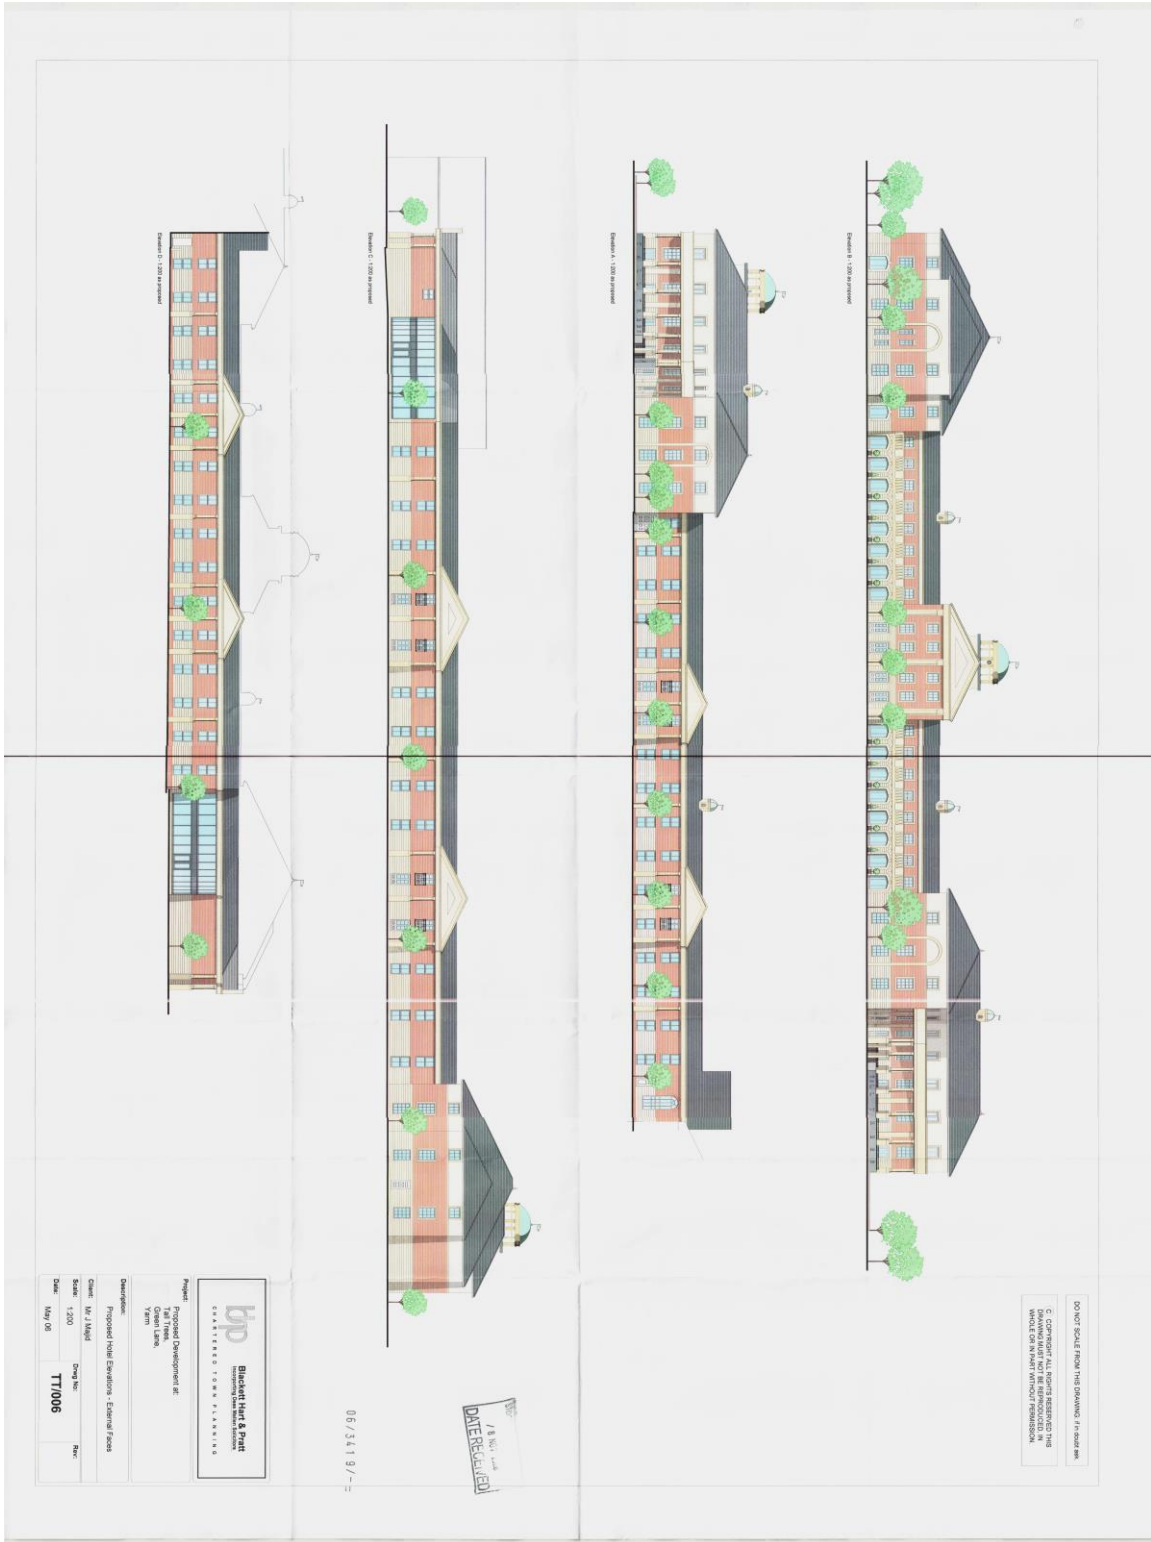 DO NOT SCALE FROM THIS DRAWING. If in doubt ask.
C. COPYRIGHT ALL RIGHTS RESERVED THIS
DRAWING MUST NOT BE REPRODUCED, IN
WHOLE OR IN PART WITHOUT PERMISSION.
Elevation B - 1:200 as proposed
Elevation A - 1:200 as proposed
Elevation C - 1:200 as proposed
Elevation D - 1:200 as proposed
DATE RECEIVED
06/3419/
bjp
Blackett Hart & Pratt
CHARTERED TOWN PLANNING
Project:
Proposed Development at:
Tall Trees,
Green Lane,
Yarm
Description:
Proposed Hotel Elevations - External Faces
Client: Mr J Majid
Scale: 1:200
Drwg No: Rev:
Date: May 06
TT/006